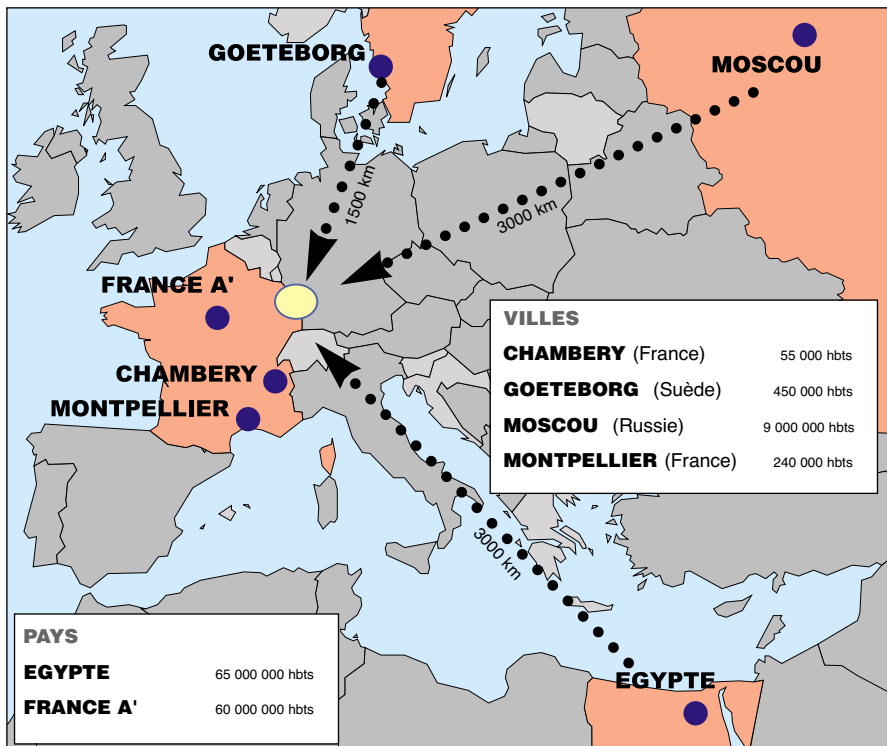 GOETEBORG
MOSCOU
1500 km
3000 km
FRANCE A'
CHAMBERY
MONTPELLIER
VILLES
CHAMBERY (France) 55 000 hbts
GOETEBORG (Suède) 450 000 hbts
MOSCOU (Russie) 9 000 000 hbts
MONTPELLIER (France) 240 000 hbts
3000 km
PAYS
EGYPTE 65 000 000 hbts
FRANCE A' 60 000 000 hbts
EGYPTE